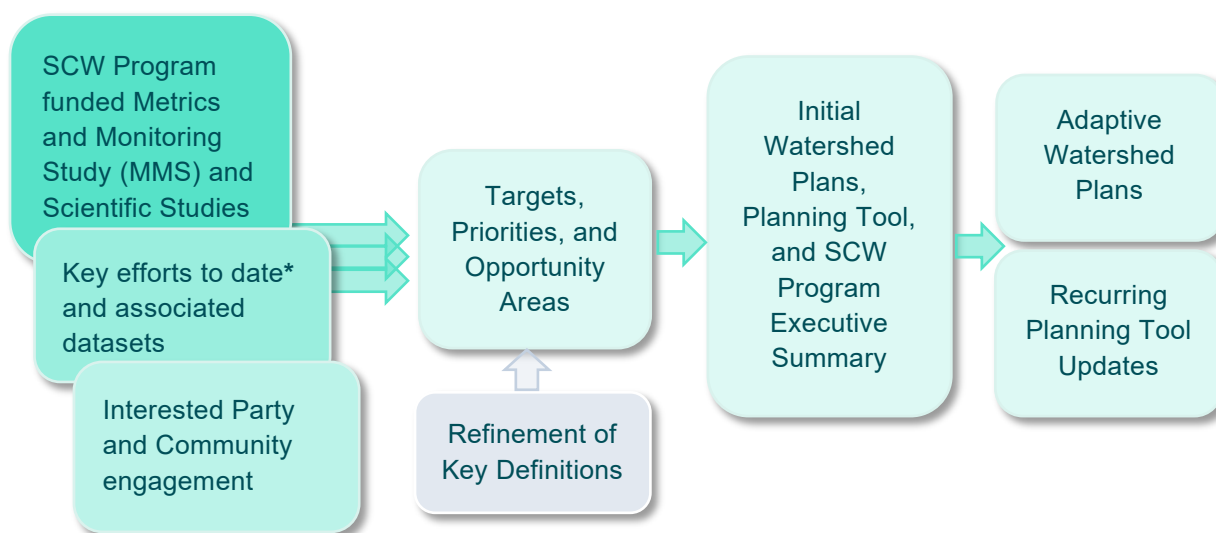 SCW Program
funded Metrics
and Monitoring
Study (MMS) and
Scientific Studies
Key efforts to date*
and associated
datasets
Interested Party
and Community
engagement
Targets,
Priorities, and
Opportunity
Areas
Refinement of
Key Definitions
Initial
Watershed
Plans,
Planning Tool,
and SCW
Program
Executive
Summary
Adaptive
Watershed
Plans
Recurring
Planning Tool
Updates